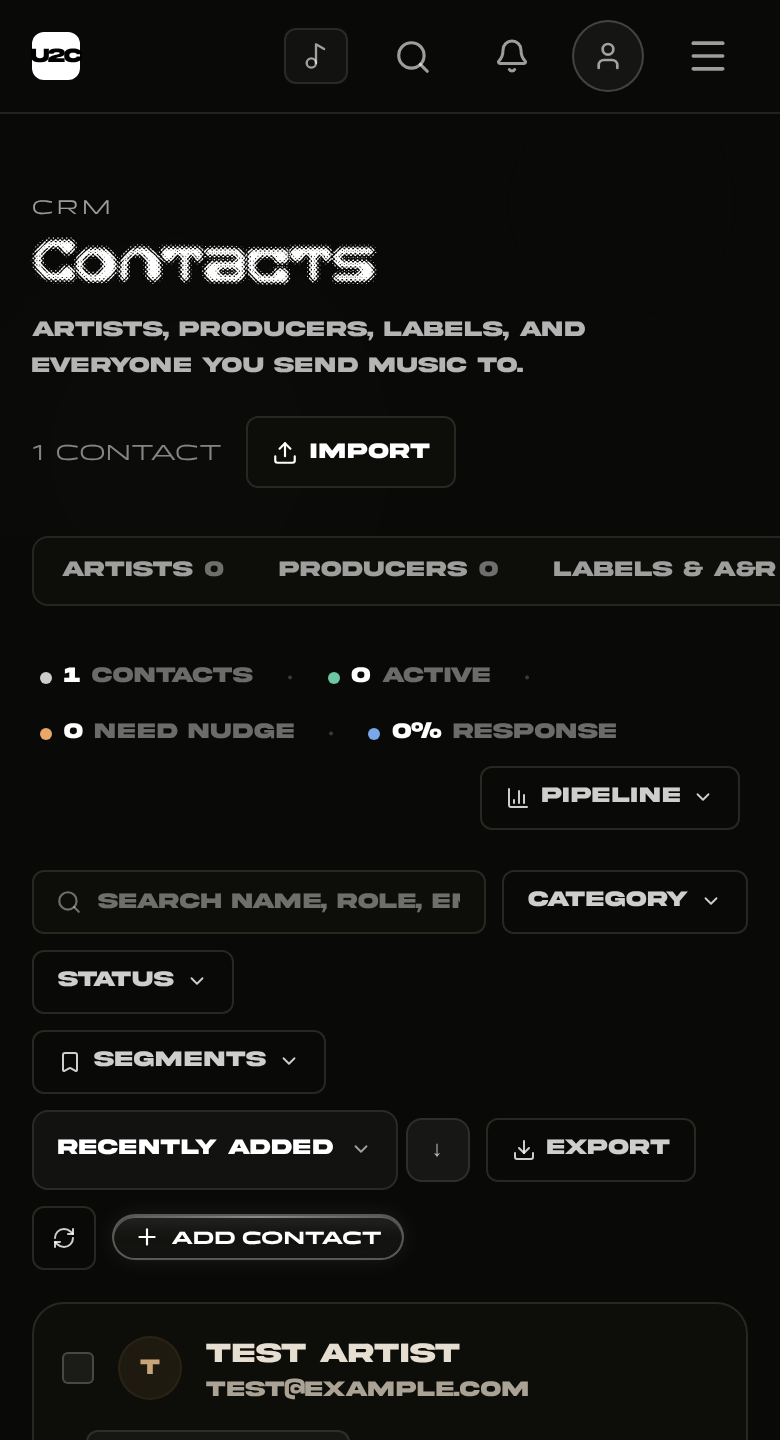 U2C
CRM
Contacts
ARTISTS, PRODUCERS, LABELS, AND
EVERYONE YOU SEND MUSIC TO.
1 CONTACT IMPORT
ARTISTS 0 PRODUCERS 0 LABELS & A&R
1 CONTACTS · 0 ACTIVE ·
0 NEED NUDGE · 0% RESPONSE
PIPELINE
SEARCH NAME, ROLE, CATEGORY
STATUS
SEGMENTS
RECENTLY ADDED ↓ EXPORT
ADD CONTACT
T TEST ARTIST
TEST@EXAMPLE.COM